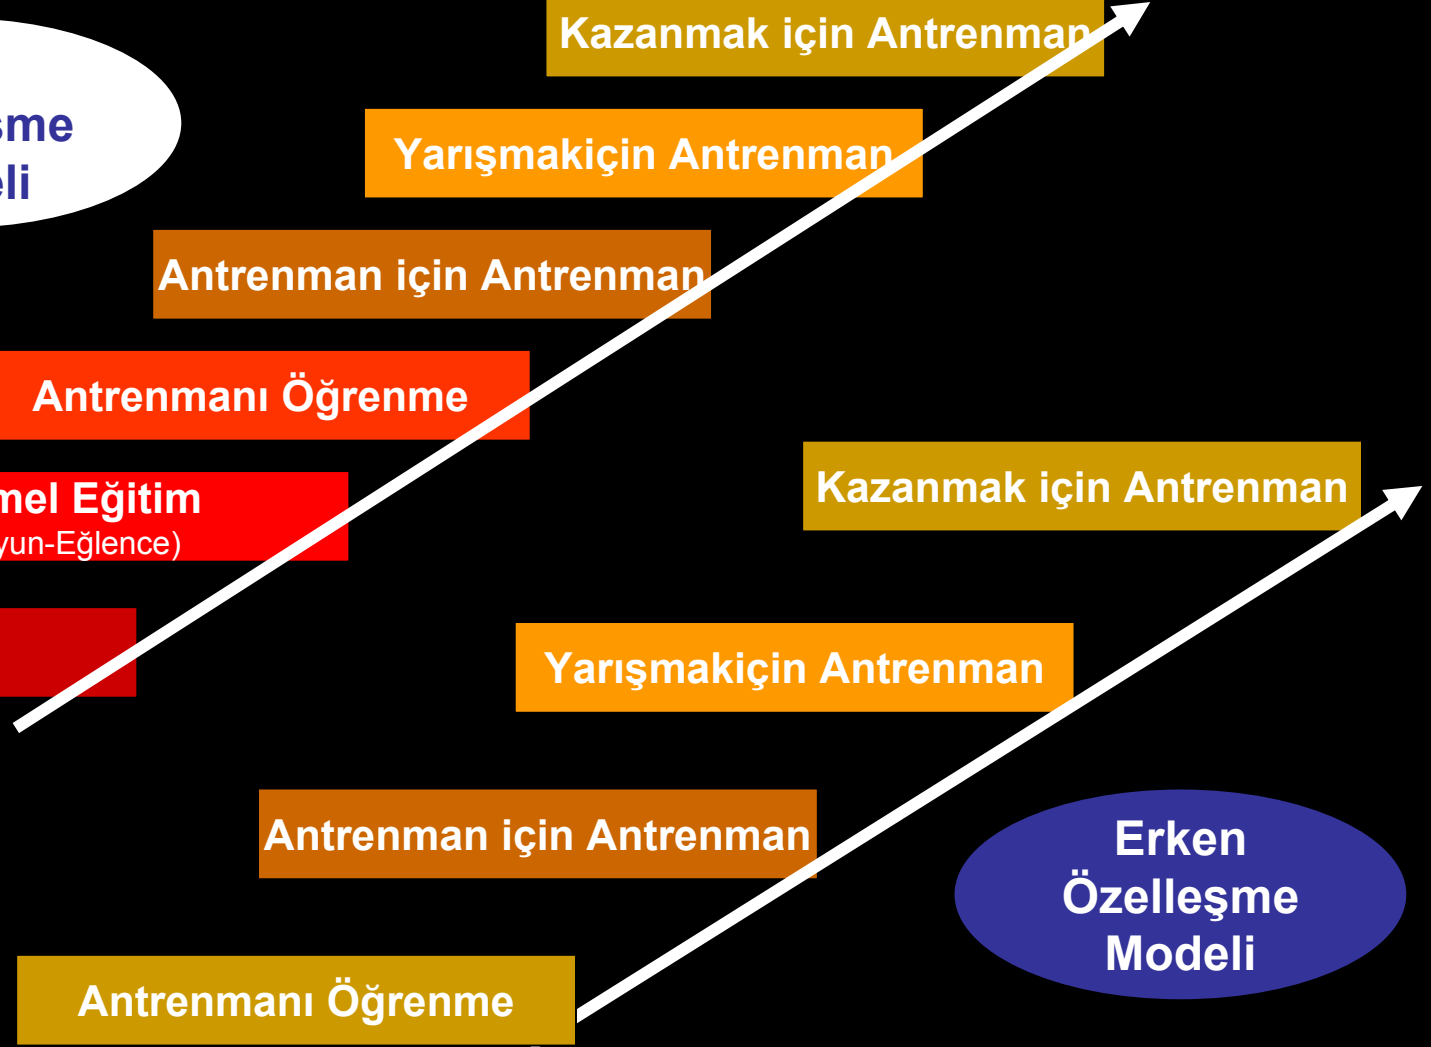 Kazanmak için Antrenman
şme
eli
Yarışmakiçin Antrenman
Antrenman için Antrenman
Antrenmanı Öğrenme
mel Eğitim
yun-Eğlence)
Kazanmak için Antrenman
Yarışmakiçin Antrenman
Antrenman için Antrenman
Erken
Özelleşme
Modeli
Antrenmanı Öğrenme